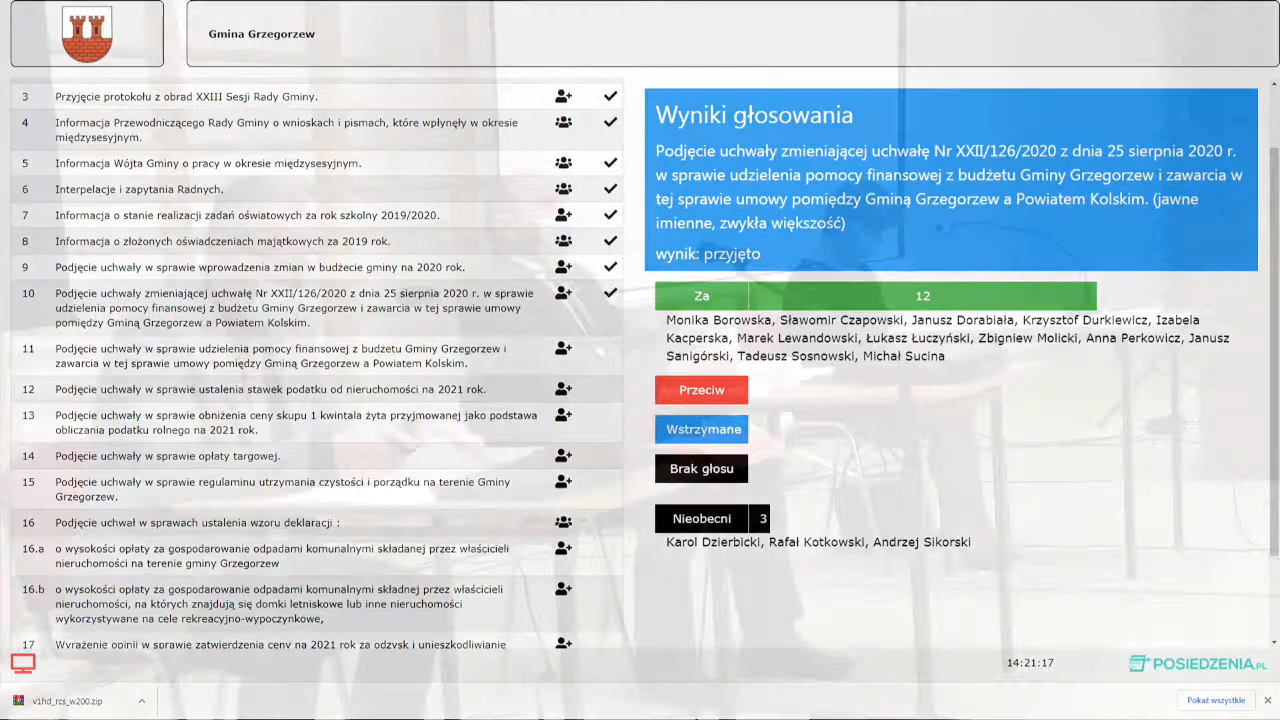 Gmina Grzegorzew
3 Przyjęcie protokołu z obrad XXIII Sesji Rady Gminy.
4 Informacja Przewodniczącego Rady Gminy o wnioskach i pismach, które wpłynęły w okresie
międzysesyjnym.
5 Informacja Wójta Gminy o pracy w okresie międzysesyjnym.
6 Interpelacje i zapytania Radnych.
7 Informacja o stanie realizacji zadań oświatowych za rok szkolny 2019/2020.
8 Informacja o złożonych oświadczeniach majątkowych za 2019 rok.
9 Podjęcie uchwały w sprawie wprowadzenia zmian w budżecie gminy na 2020 rok.
10 Podjęcie uchwały zmieniającej uchwałę Nr XXII/126/2020 z dnia 25 sierpnia 2020 r. w sprawie
udzielenia pomocy finansowej z budżetu Gminy Grzegorzew i zawarcia w tej sprawie umowy
pomiędzy Gminą Grzegorzew a Powiatem Kolskim.
11 Podjęcie uchwały w sprawie udzielenia pomocy finansowej z budżetu Gminy Grzegorzew i
zawarcia w tej sprawie umowy pomiędzy Gminą Grzegorzew a Powiatem Kolskim.
12 Podjęcie uchwały w sprawie ustalenia stawek podatku od nieruchomości na 2021 rok.
13 Podjęcie uchwały w sprawie obniżenia ceny skupu 1 kwintala żyta przyjmowanej jako podstawa
obliczania podatku rolnego na 2021 rok.
14 Podjęcie uchwały w sprawie opłaty targowej.
15 Podjęcie uchwały w sprawie regulaminu utrzymania czystości i porządku na terenie Gminy
Grzegorzew.
16 Podjęcie uchwał w sprawach ustalenia wzoru deklaracji :
16.a o wysokości opłaty za gospodarowanie odpadami komunalnymi składanej przez właścicieli
nieruchomości na terenie gminy Grzegorzew
16.b o wysokości opłaty za gospodarowanie odpadami komunalnymi składnej przez właścicieli
nieruchomości, na których znajdują się domki letniskowe lub inne nieruchomości
wykorzystywane na cele rekreacyjno-wypoczynkowe,
17 Wyrażenie opinii w sprawie zatwierdzenia ceny na 2021 rok za odzysk i unieszkodliwianie
Wyniki głosowania
Podjęcie uchwały zmieniającej uchwałę Nr XXII/126/2020 z dnia 25 sierpnia 2020 r.
w sprawie udzielenia pomocy finansowej z budżetu Gminy Grzegorzew i zawarcia w
tej sprawie umowy pomiędzy Gminą Grzegorzew a Powiatem Kolskim. (jawne
imienne, zwykła większość)
wynik: przyjęto
Za 12
Monika Borowska, Sławomir Czapowski, Janusz Dorabiała, Krzysztof Durkiewicz, Izabela
Kacperska, Marek Lewandowski, Łukasz Łuczyński, Zbigniew Molicki, Anna Perkowicz, Janusz
Sanigórski, Tadeusz Sosnowski, Michał Sucina
Przeciw
Wstrzymane
Brak głosu
Nieobecni 3
Karol Dzierbicki, Rafał Kotkowski, Andrzej Sikorski
14:21:17
POSIEDZENIA.PL
v1hd_rcs_w200.zip
Pokaż wszystkie